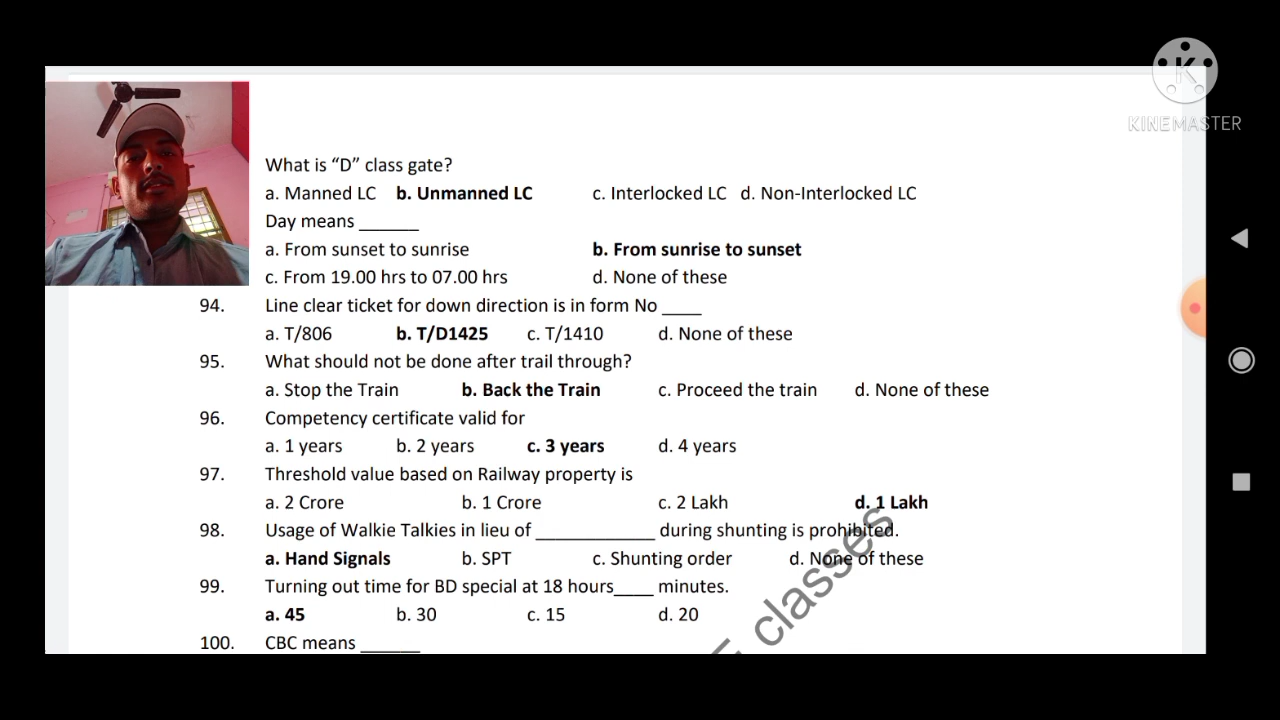 KINEMASTER
What is “D” class gate?
a. Manned LC b. Unmanned LC c. Interlocked LC d. Non-Interlocked LC
Day means ______
a. From sunset to sunrise b. From sunrise to sunset
c. From 19.00 hrs to 07.00 hrs d. None of these
94. Line clear ticket for down direction is in form No ____
a. T/806 b. T/D1425 c. T/1410 d. None of these
95. What should not be done after trail through?
a. Stop the Train b. Back the Train c. Proceed the train d. None of these
96. Competency certificate valid for
a. 1 years b. 2 years c. 3 years d. 4 years
97. Threshold value based on Railway property is
a. 2 Crore b. 1 Crore c. 2 Lakh d. 1 Lakh
98. Usage of Walkie Talkies in lieu of ____________ during shunting is prohibited.
a. Hand Signals b. SPT c. Shunting order d. None of these
99. Turning out time for BD special at 18 hours____ minutes.
a. 45 b. 30 c. 15 d. 20
100. CBC means ______
classes